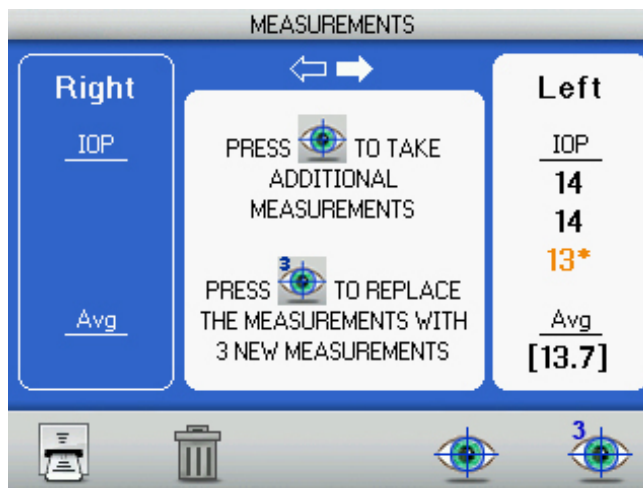 MEASUREMENTS
Right
IOP
Avg
PRESS 3 TO TAKE
ADDITIONAL
MEASUREMENTS
PRESS 3 TO REPLACE
THE MEASUREMENTS WITH
3 NEW MEASUREMENTS
Left
IOP
14
14
13*
Avg
[13.7]
3